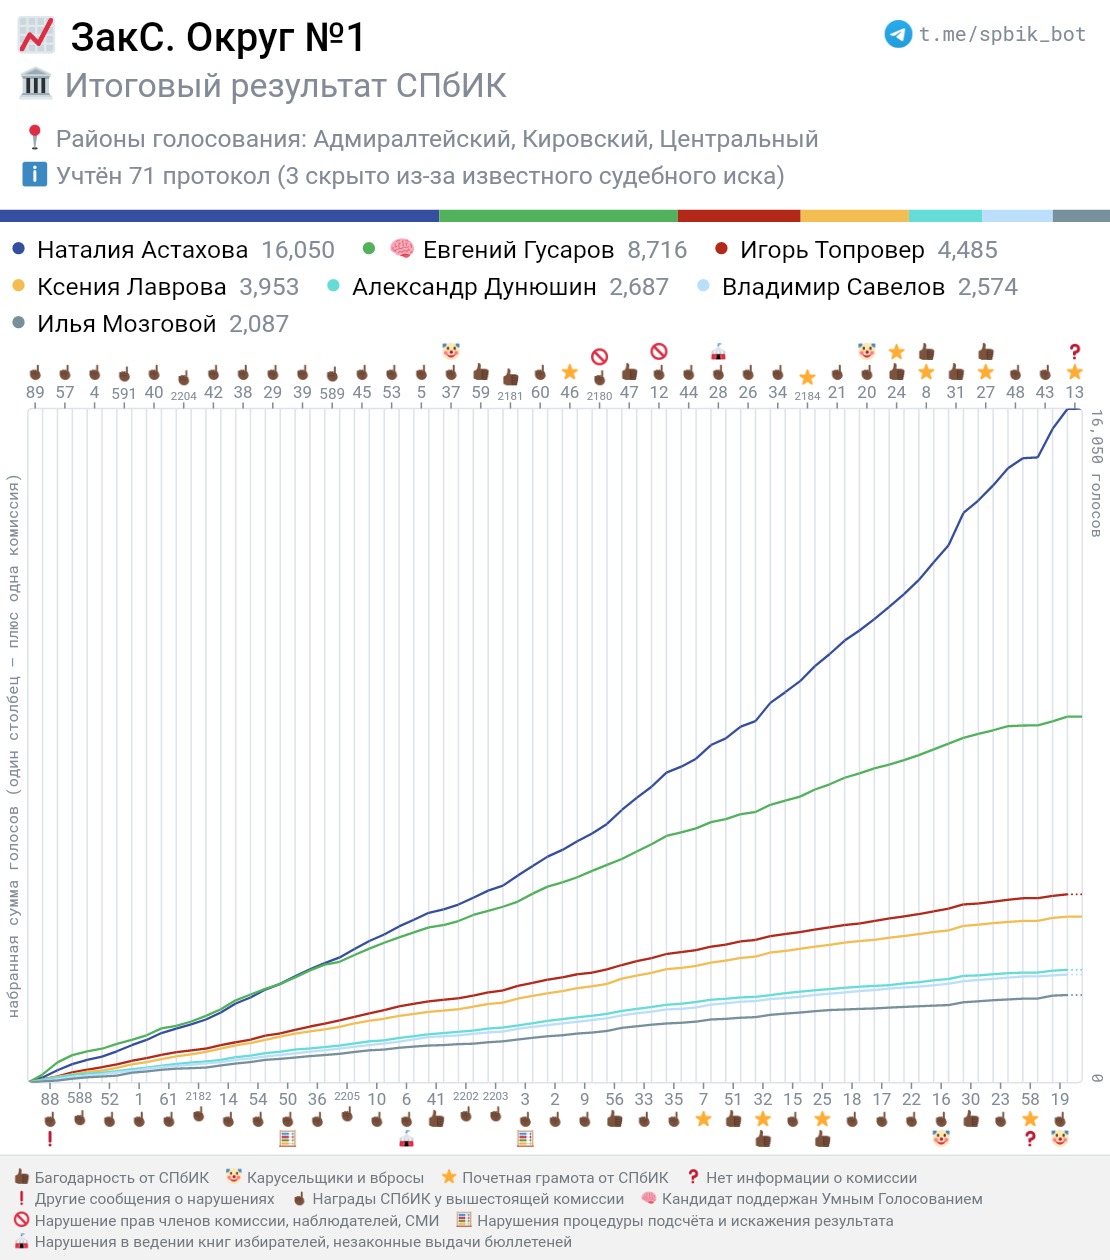 ЗакС. Округ №1
t.me/spbik_bot
Итоговый результат СПбИК
Районы голосования: Адмиралтейский, Кировский, Центральный
Учтён 71 протокол (3 скрыто из-за известного судебного иска)
Наталия Астахова 16,050 Евгений Гусаров 8,716 Игорь Топровер 4,485
Ксения Лаврова 3,953 Александр Дунюшин 2,687 Владимир Савелов 2,574
Илья Мозговой 2,087
89 57 4 591 40 2204 42 38 29 39 589 45 53 5 37 59 2181 60 46 2180 47 12 44 28 26 34 2184 21 20 24 8 31 27 48 43 13
16,050 голосов
набранная сумма голосов (один столбец — плюс одна комиссия)
0
88 588 52 1 61 2182 14 54 50 36 2205 10 6 41 2202 2203 3 2 9 56 33 35 7 51 32 15 25 18 17 22 16 30 23 58 19
Багодарность от СПбИК Карусельщики и вбросы Почетная грамота от СПбИК Нет информации о комиссии
Другие сообщения о нарушениях Награды СПбИК у вышестоящей комиссии Кандидат поддержан Умным Голосованием
Нарушение прав членов комиссии, наблюдателей, СМИ Нарушения процедуры подсчёта и искажения результата
Нарушения в ведении книг избирателей, незаконные выдачи бюллетеней